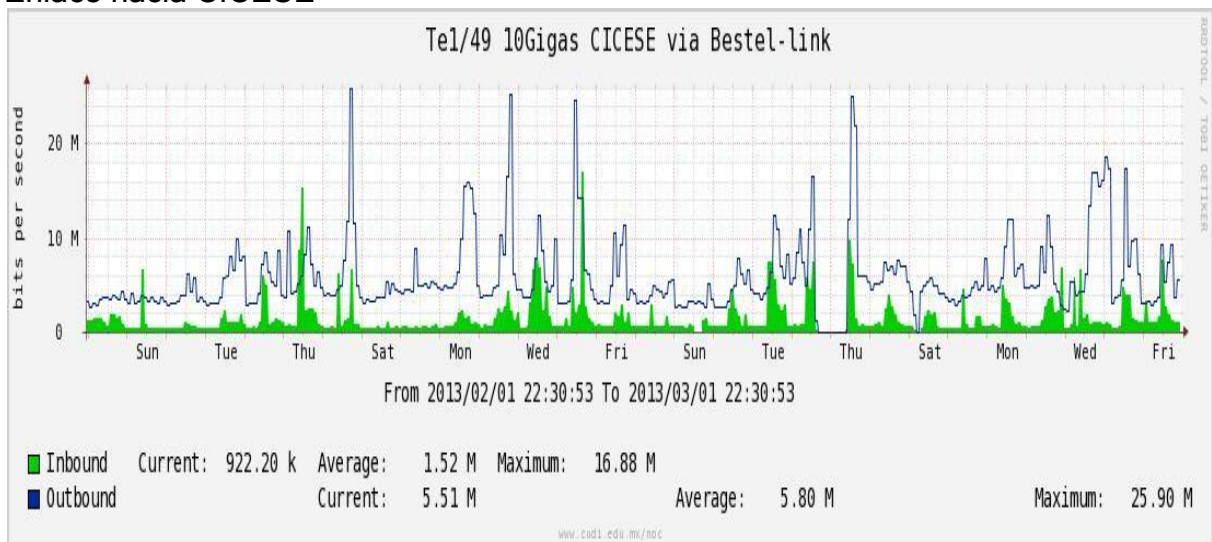 Enlaces hacia CICESE
Te1/49 10Gigas CICESE via Bestel-link
RRDTOOL / TOBI OETIKER
bits per second
20 M
10 M
0
Sun Tue Thu Sat Mon Wed Fri Sun Tue Thu Sat Mon Wed Fri
From 2013/02/01 22:30:53 To 2013/03/01 22:30:53
Inbound Current: 922.20 k Average: 1.52 M Maximum: 16.88 M
Outbound Current: 5.51 M Average: 5.80 M Maximum: 25.90 M
www.cudi.edu.mx/noc